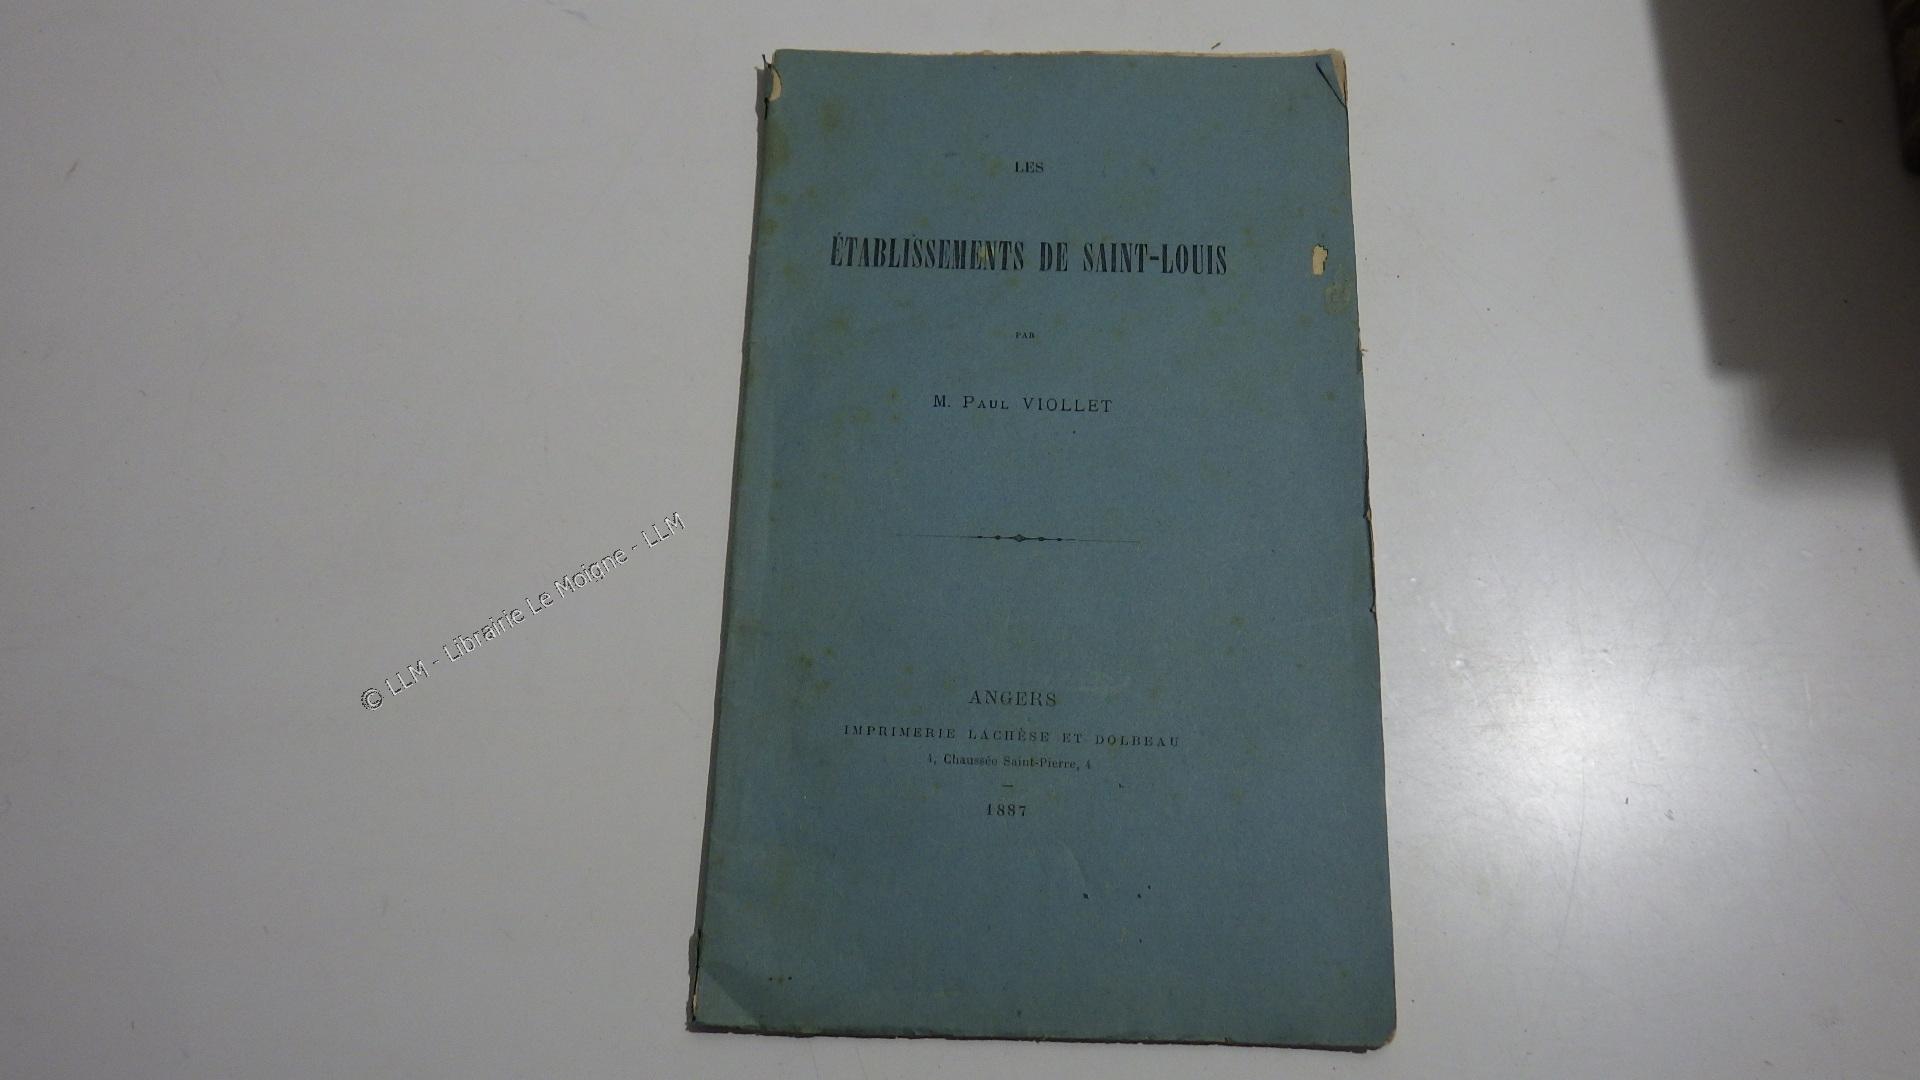 LES
ÉTABLISSEMENTS DE SAINT-LOUIS
PAR
M. PAUL VIOLLET
ANGERS
IMPRIMERIE LACHÈSE ET DOLBEAU
4, Chaussée Saint-Pierre, 4
1887
© LLM - Librairie Le Moigne - LLM